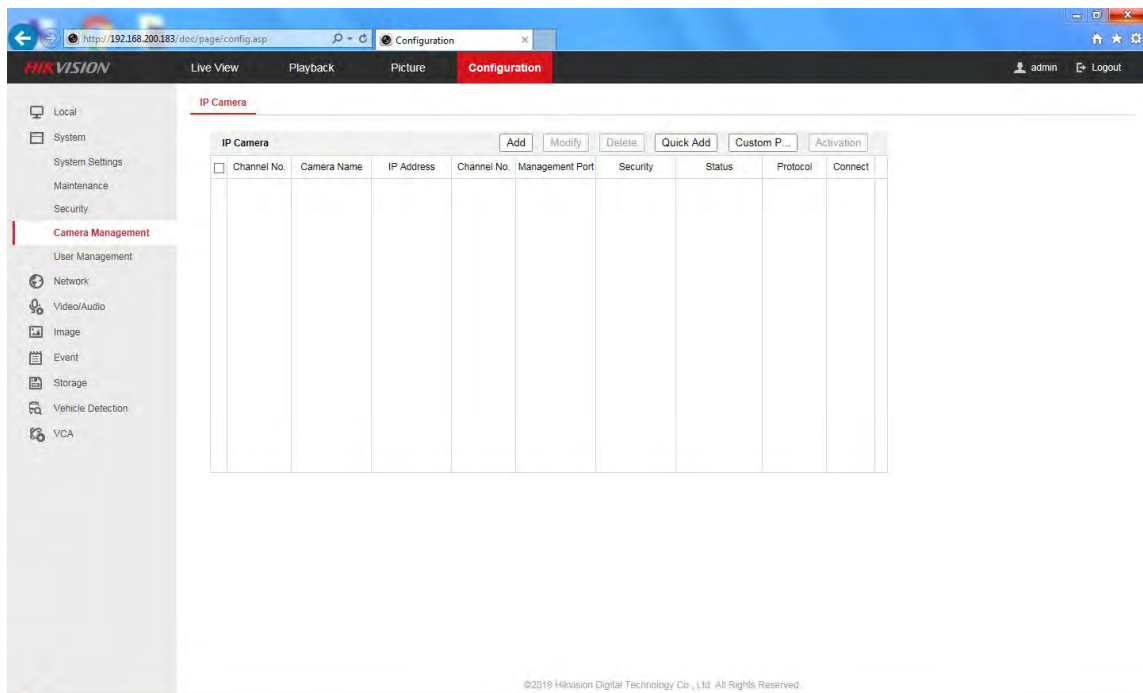 http://192.168.200.183/doc/page/config.asp
Configuration
HIKVISION
Live View
Playback
Picture
Configuration
admin
Logout
Local
System
System Settings
Maintenance
Security
Camera Management
User Management
Network
Video/Audio
Image
Event
Storage
Vehicle Detection
VCA
IP Camera
IP Camera
Add
Modify
Delete
Quick Add
Custom P...
Activation
Channel No. Camera Name IP Address Channel No. Management Port Security Status Protocol Connect
©2018 Hikvision Digital Technology Co., Ltd. All Rights Reserved.